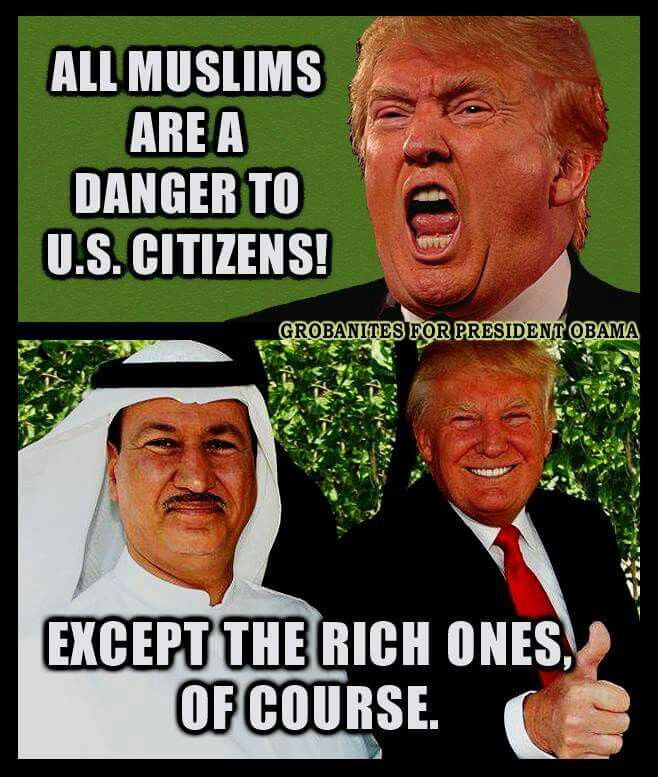 ALL MUSLIMS
ARE A
DANGER TO
U.S. CITIZENS!
GROBANITES FOR PRESIDENT OBAMA
EXCEPT THE RICH ONES,
OF COURSE.